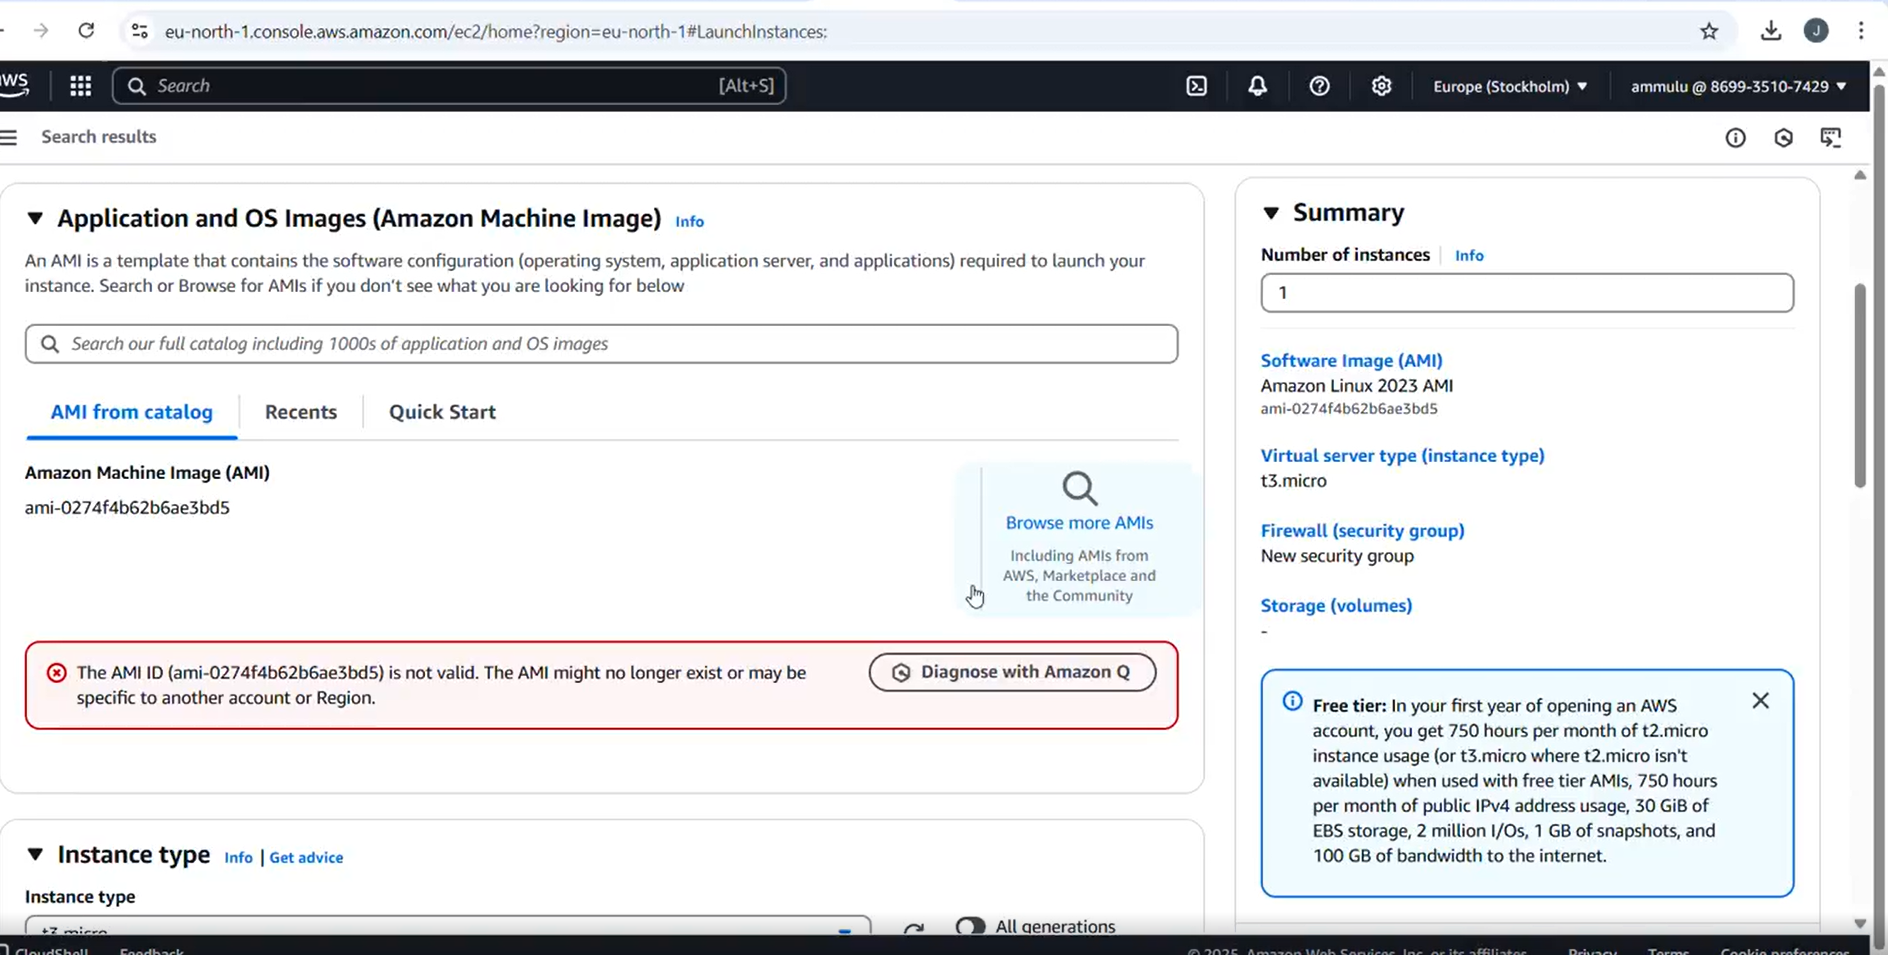 eu-north-1.console.aws.amazon.com/ec2/home?region=eu-north-1#LaunchInstances:
J
aws
Search
[Alt+S]
Europe (Stockholm)
ammulu @ 8699-3510-7429
Search results
Application and OS Images (Amazon Machine Image) Info
An AMI is a template that contains the software configuration (operating system, application server, and applications) required to launch your
instance. Search or Browse for AMIs if you don't see what you are looking for below
Search our full catalog including 1000s of application and OS images
AMI from catalog
Recents
Quick Start
Amazon Machine Image (AMI)
ami-0274f4b62b6ae3bd5
Browse more AMIs
Including AMIs from
AWS, Marketplace and
the Community
The AMI ID (ami-0274f4b62b6ae3bd5) is not valid. The AMI might no longer exist or may be
specific to another account or Region.
Diagnose with Amazon Q
Instance type Info | Get advice
Instance type
t3.micro
All generations
Summary
Number of instances Info
1
Software Image (AMI)
Amazon Linux 2023 AMI
ami-0274f4b62b6ae3bd5
Virtual server type (instance type)
t3.micro
Firewall (security group)
New security group
Storage (volumes)
-
Free tier: In your first year of opening an AWS
account, you get 750 hours per month of t2.micro
instance usage (or t3.micro where t2.micro isn't
available) when used with free tier AMIs, 750 hours
per month of public IPv4 address usage, 30 GiB of
EBS storage, 2 million I/Os, 1 GB of snapshots, and
100 GB of bandwidth to the internet.
CloudShell
Feedback
© 2025, Amazon Web Services, Inc. or its affiliates.
Privacy
Terms
Cookie preferences